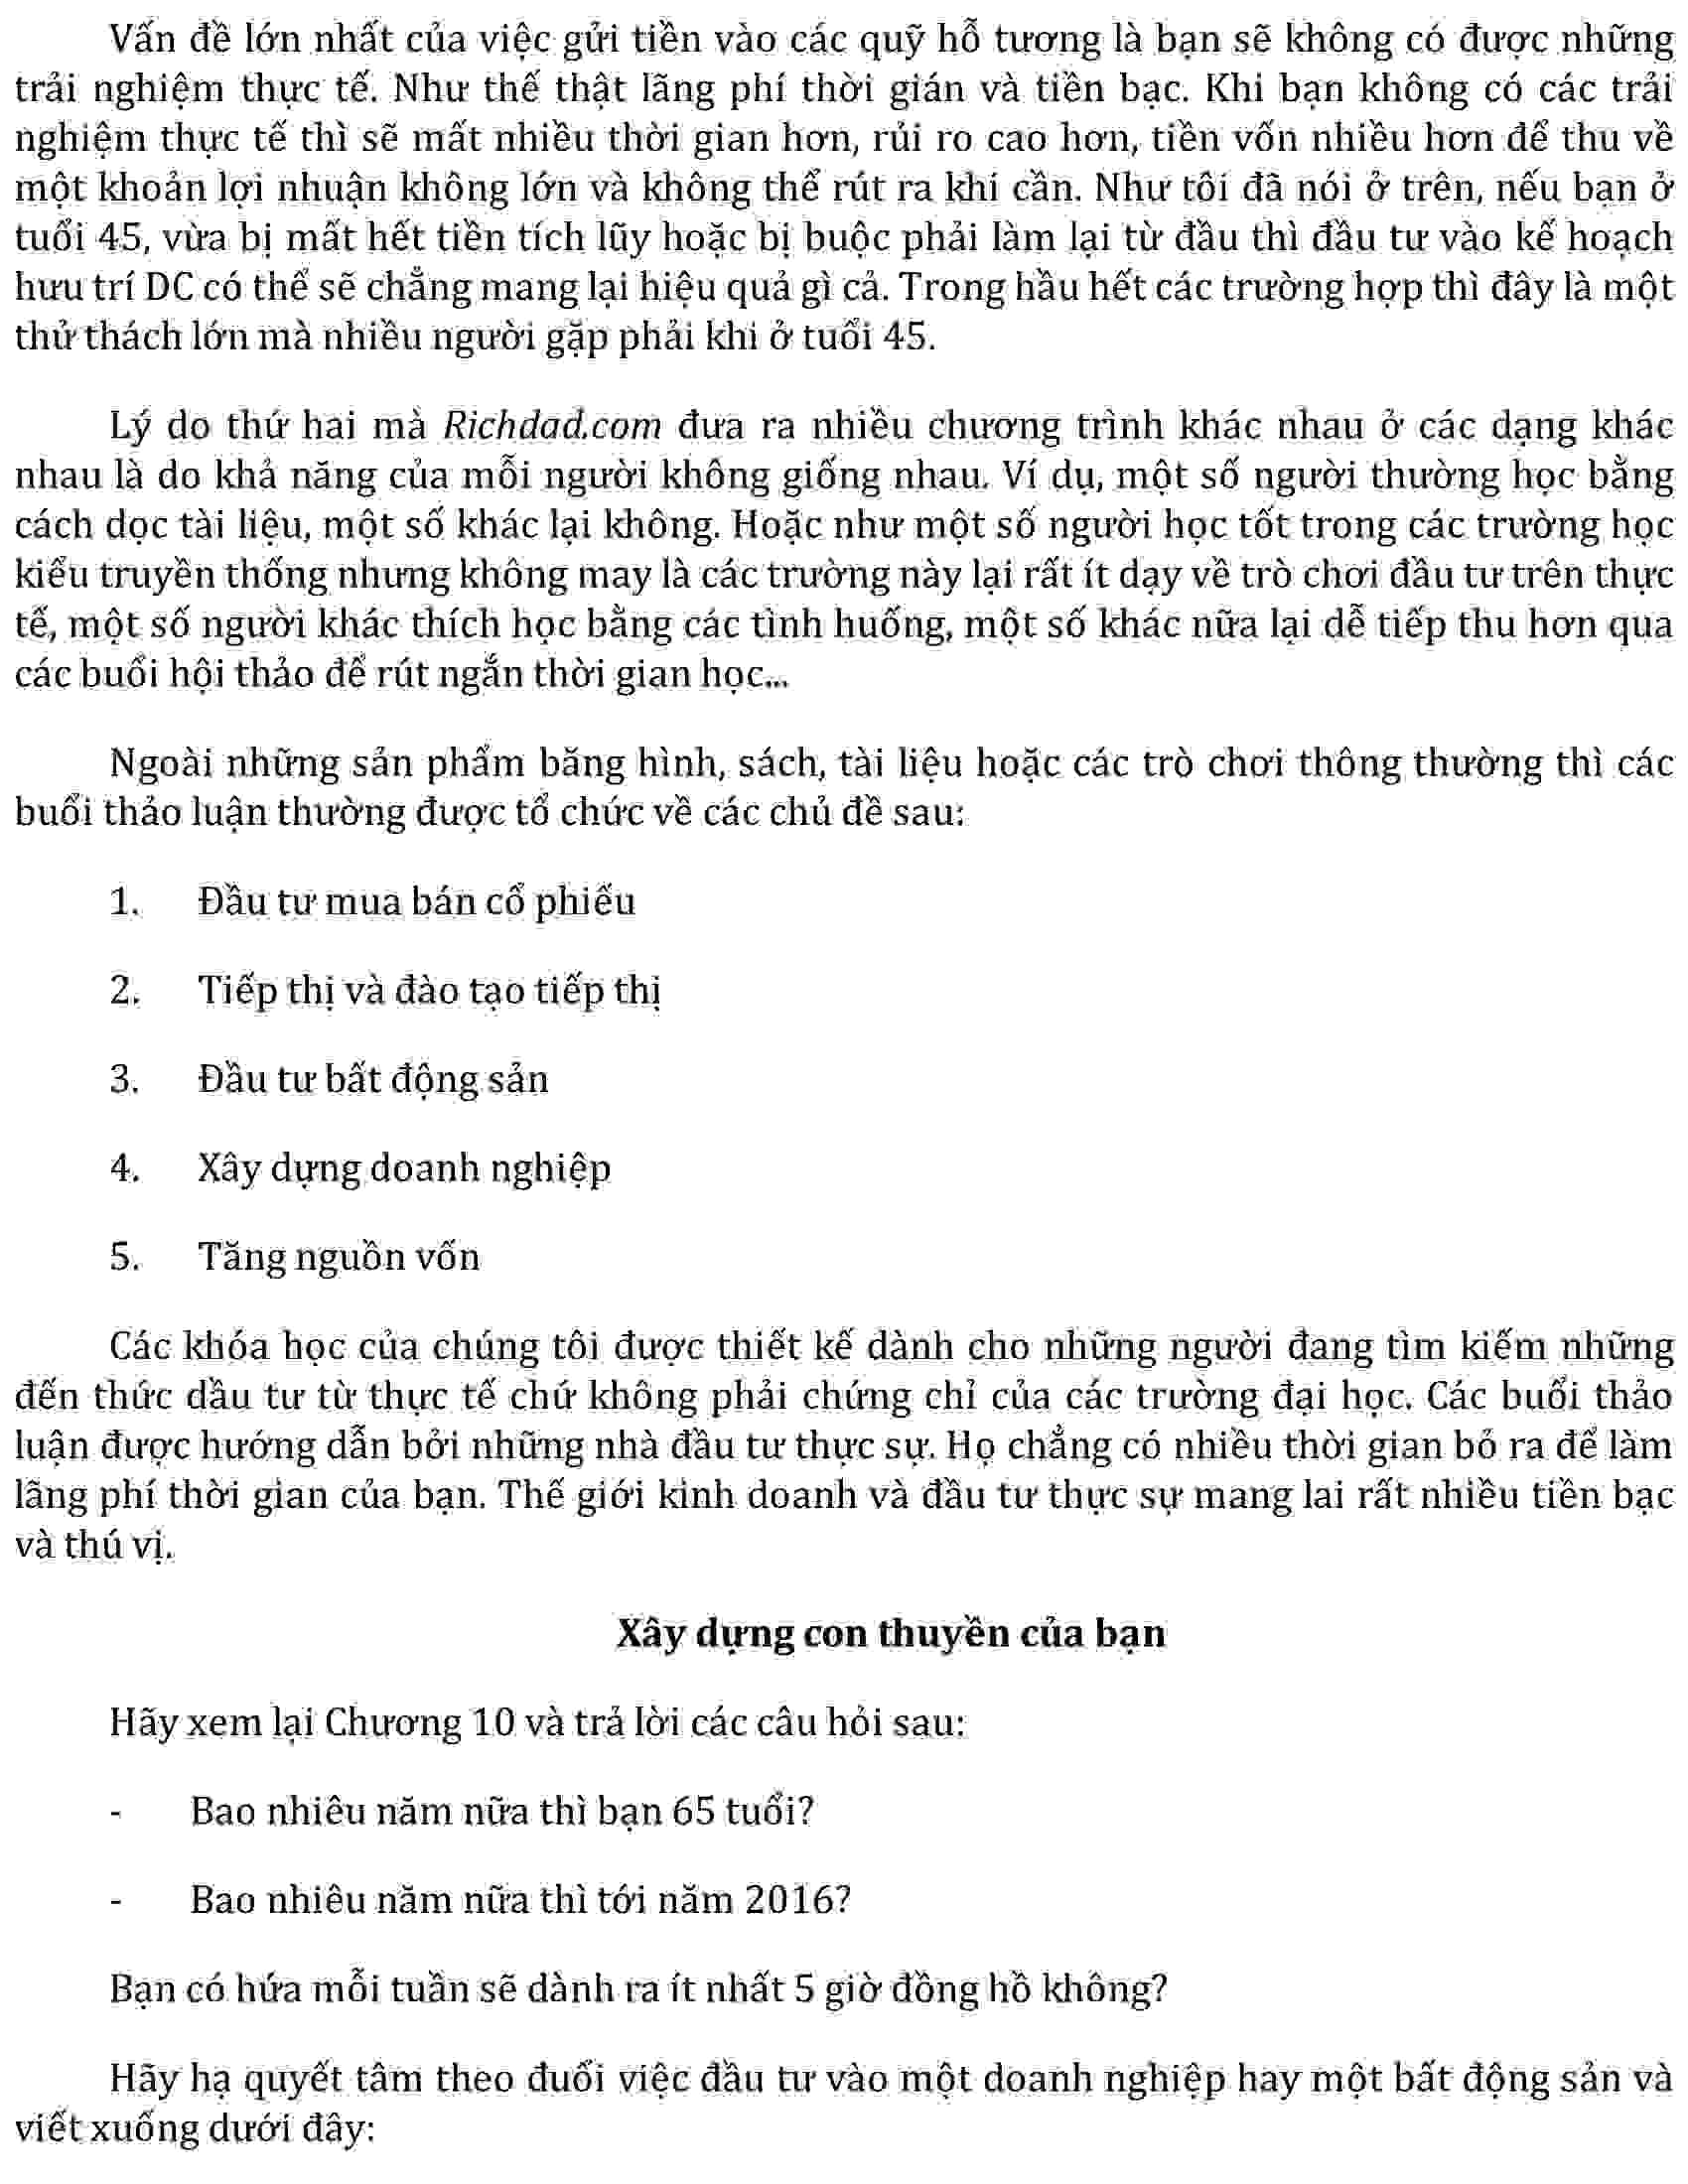 Vấn đề lớn nhất của việc gửi tiền vào các quỹ hỗ tương là bạn sẽ không có được những
trải nghiệm thực tế. Như thế thật lãng phí thời gián và tiền bạc. Khi bạn không có các trải
nghiệm thực tế thì sẽ mất nhiều thời gian hơn, rủi ro cao hơn, tiền vốn nhiều hơn để thu về
một khoản lợi nhuận không lớn và không thể rút ra khí cần. Như tôi đã nói ở trên, nếu bạn ở
tuổi 45, vừa bị mất hết tiền tích lũy hoặc bị buộc phải làm lại từ đầu thì đầu tư vào kế hoạch
hưu trí DC có thể sẽ chẳng mang lại hiệu quả gì cả. Trong hầu hết các trường hợp thì đây là một
thử thách lớn mà nhiều người gặp phải khi ở tuổi 45.
Lý do thứ hai mà Richdad.com đưa ra nhiều chương trình khác nhau ở các dạng khác
nhau là do khả năng của mỗi người không giống nhau. Ví dụ, một số người thường học bằng
cách dọc tài liệu, một số khác lại không. Hoặc như một số người học tốt trong các trường học
kiểu truyền thống nhưng không may là các trường này lại rất ít dạy về trò chơi đầu tư trên thực
tế, một số người khác thích học bằng các tình huống, một số khác nữa lại dễ tiếp thu hơn qua
các buổi hội thảo để rút ngắn thời gian học...
Ngoài những sản phẩm băng hình, sách, tài liệu hoặc các trò chơi thông thường thì các
buổi thảo luận thường được tổ chức về các chủ đề sau:
1. Đầu tư mua bán cổ phiếu
2. Tiếp thị và đào tạo tiếp thị
3. Đầu tư bất động sản
4. Xây dựng doanh nghiệp
5. Tăng nguồn vốn
Các khóa học của chúng tôi được thiết kế dành cho những người đang tìm kiếm những
đến thức dầu tư từ thực tế chứ không phải chứng chỉ của các trường đại học. Các buổi thảo
luận được hướng dẫn bởi những nhà đầu tư thực sự. Họ chẳng có nhiều thời gian bỏ ra để làm
lãng phí thời gian của bạn. Thế giới kinh doanh và đầu tư thực sự mang lai rất nhiều tiền bạc
và thú vị.
Xây dựng con thuyền của bạn
Hãy xem lại Chương 10 và trả lời các câu hỏi sau:
- Bao nhiêu năm nữa thì bạn 65 tuổi?
- Bao nhiêu năm nữa thì tới năm 2016?
Bạn có hứa mỗi tuần sẽ dành ra ít nhất 5 giờ đồng hồ không?
Hãy hạ quyết tâm theo đuổi việc đầu tư vào một doanh nghiệp hay một bất động sản và
viết xuống dưới đây: